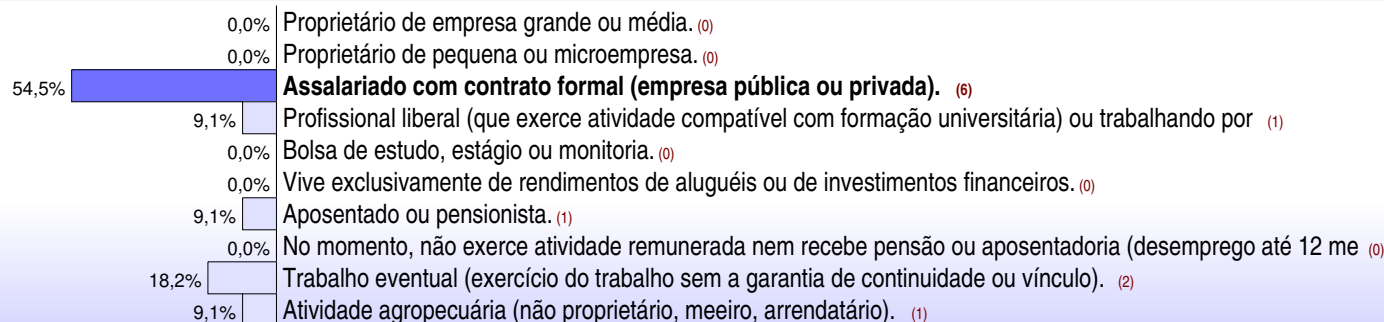 0,0% Proprietário de empresa grande ou média. (0)
0,0% Proprietário de pequena ou microempresa. (0)
54,5% Assalariado com contrato formal (empresa pública ou privada). (6)
9,1% Profissional liberal (que exerce atividade compatível com formação universitária) ou trabalhando por (1)
0,0% Bolsa de estudo, estágio ou monitoria. (0)
0,0% Vive exclusivamente de rendimentos de aluguéis ou de investimentos financeiros. (0)
9,1% Aposentado ou pensionista. (1)
0,0% No momento, não exerce atividade remunerada nem recebe pensão ou aposentadoria (desemprego até 12 me (0)
18,2% Trabalho eventual (exercício do trabalho sem a garantia de continuidade ou vínculo). (2)
9,1% Atividade agropecuária (não proprietário, meeiro, arrendatário). (1)